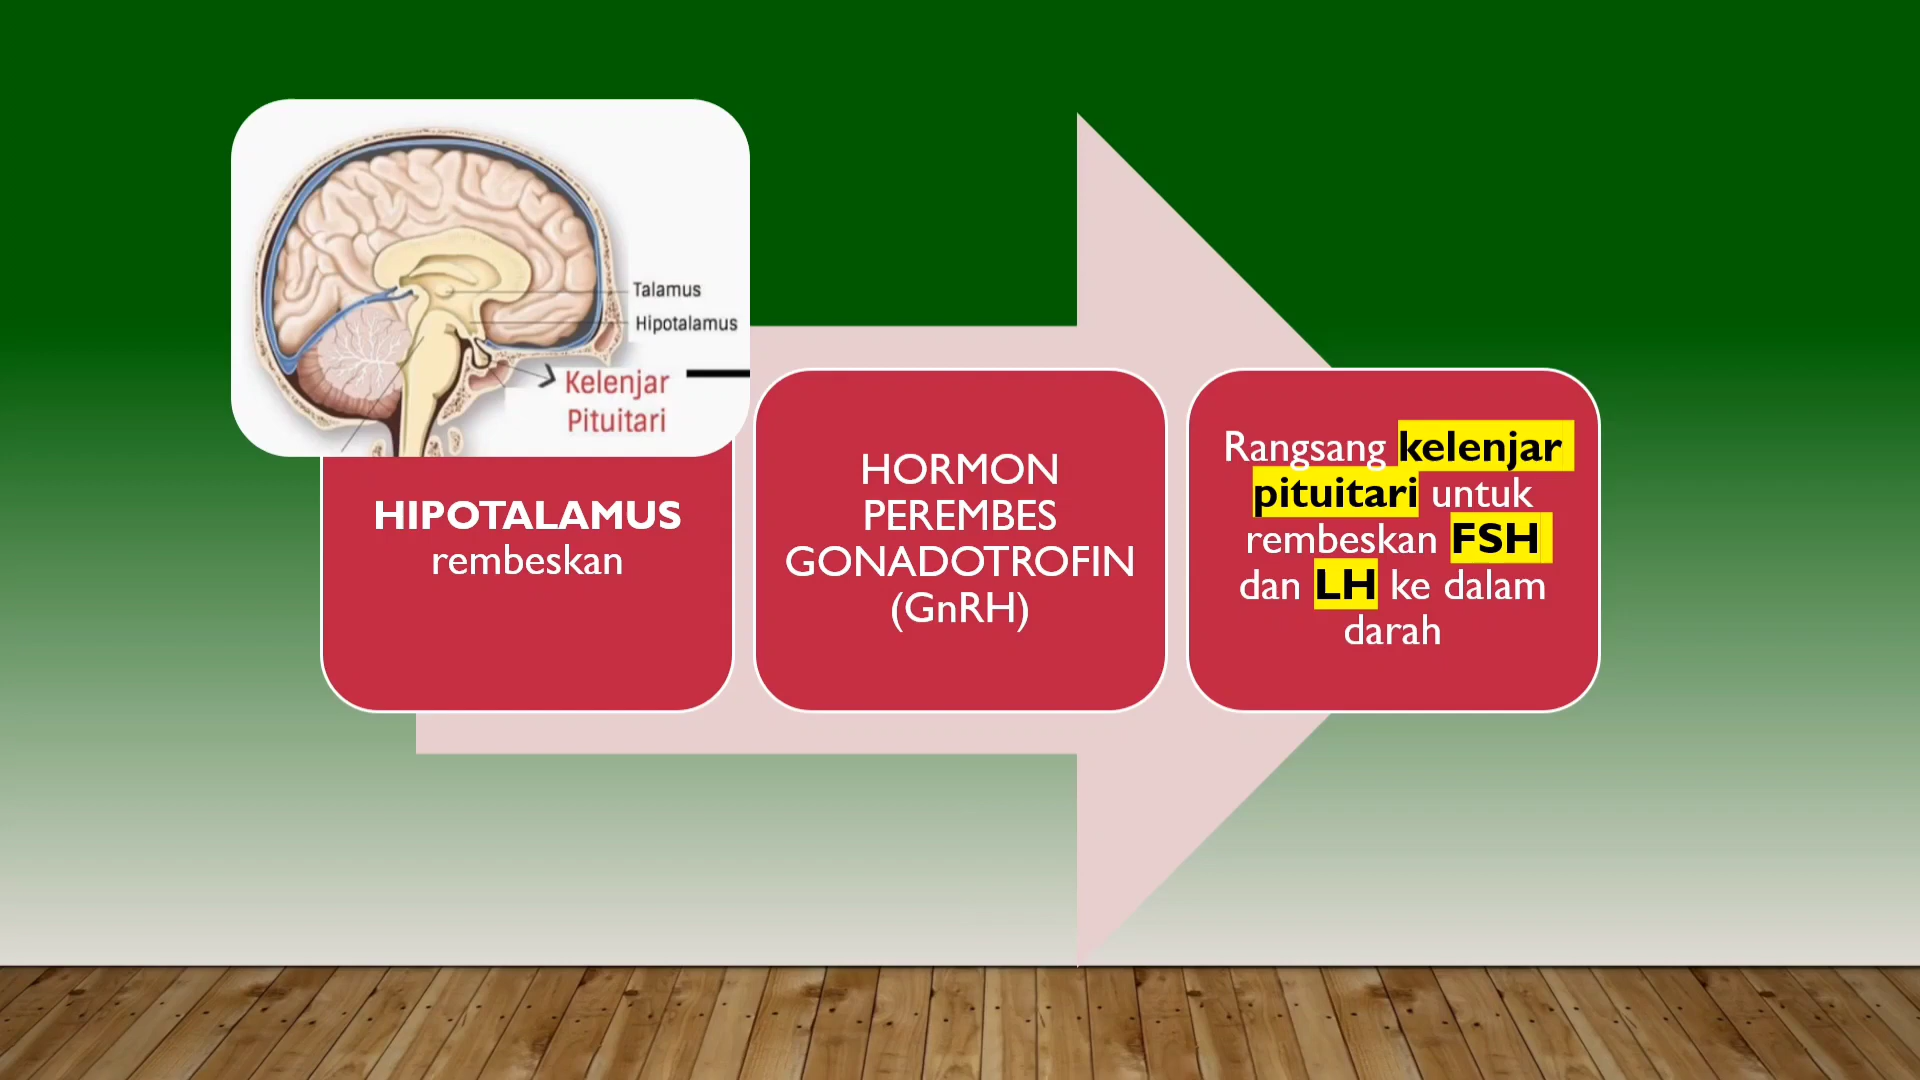 Talamus
Hipotalamus
Kelenjar
Pituitari
HIPOTALAMUS
rembeskan
HORMON
PEREMBES
GONADOTROFIN
(GnRH)
Rangsang kelenjar
pituitari untuk
rembeskan FSH
dan LH ke dalam
darah